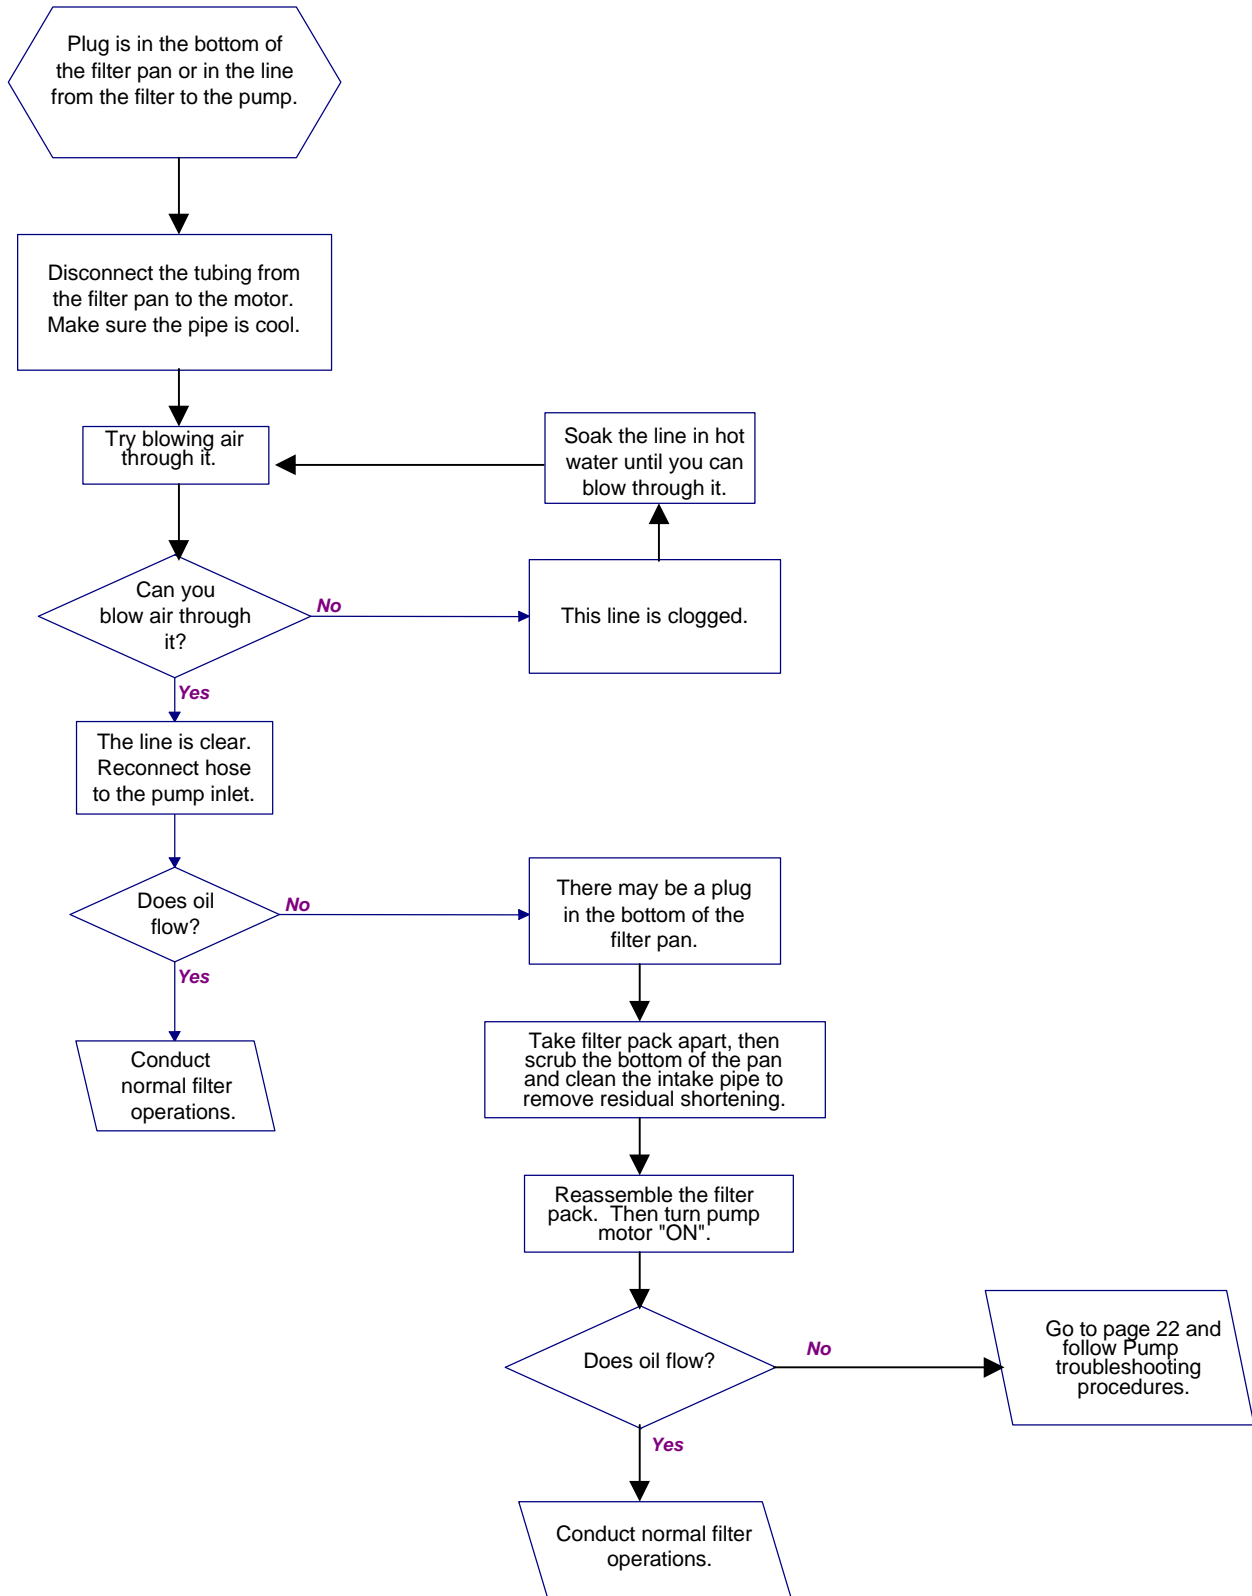 Plug is in the bottom of
the filter pan or in the line
from the filter to the pump.
Disconnect the tubing from
the filter pan to the motor.
Make sure the pipe is cool.
Try blowing air
through it.
Soak the line in hot
water until you can
blow through it.
Can you
blow air through
it?
No
This line is clogged.
Yes
The line is clear.
Reconnect hose
to the pump inlet.
Does oil
flow?
No
There may be a plug
in the bottom of the
filter pan.
Yes
Conduct
normal filter
operations.
Take filter pack apart, then
scrub the bottom of the pan
and clean the intake pipe to
remove residual shortening.
Reassemble the filter
pack.  Then turn pump
motor "ON".
Does oil flow?
No
Go to page 22 and
follow Pump
troubleshooting
procedures.
Yes
Conduct normal filter
operations.